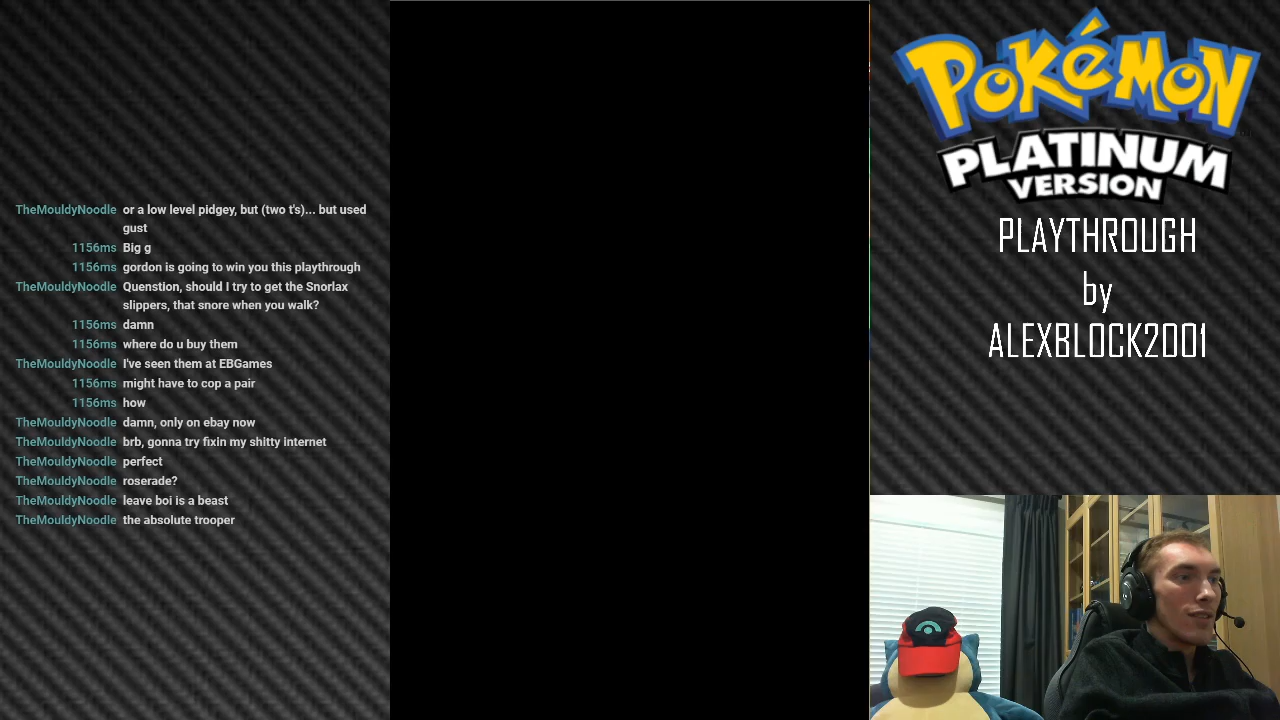 TheMouldyNoodle or a low level pidgey, but (two t's)... but used
gust
1156ms Big g
1156ms gordon is going to win you this playthrough
TheMouldyNoodle Quenstion, should I try to get the Snorlax
slippers, that snore when you walk?
1156ms damn
1156ms where do u buy them
TheMouldyNoodle I've seen them at EBGames
1156ms might have to cop a pair
1156ms how
TheMouldyNoodle damn, only on ebay now
TheMouldyNoodle brb, gonna try fixin my shitty internet
TheMouldyNoodle perfect
TheMouldyNoodle roserade?
TheMouldyNoodle leave boi is a beast
TheMouldyNoodle the absolute trooper
POKéMON
PLATINUM
VERSION
PLAYTHROUGH
by
ALEXBLOCK2001